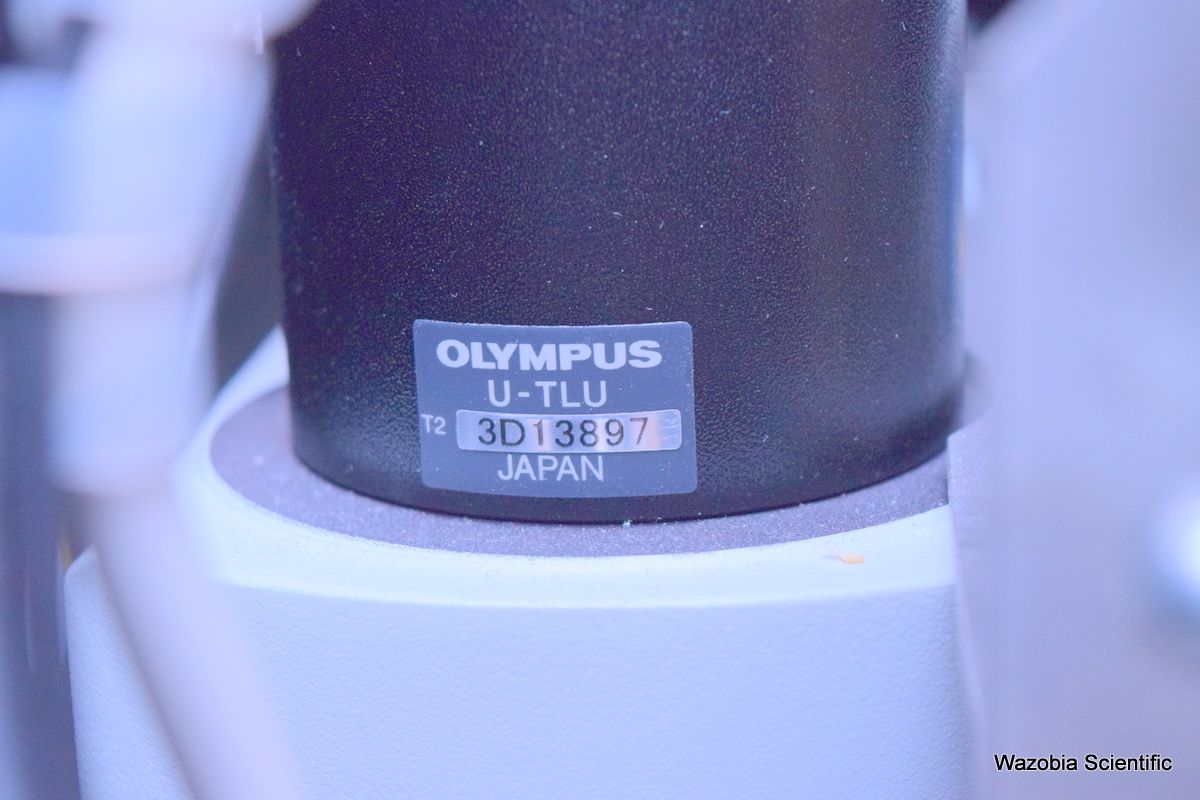 OLYMPUS
U-TLU
T2 3D13897
JAPAN
Wazobia Scientific